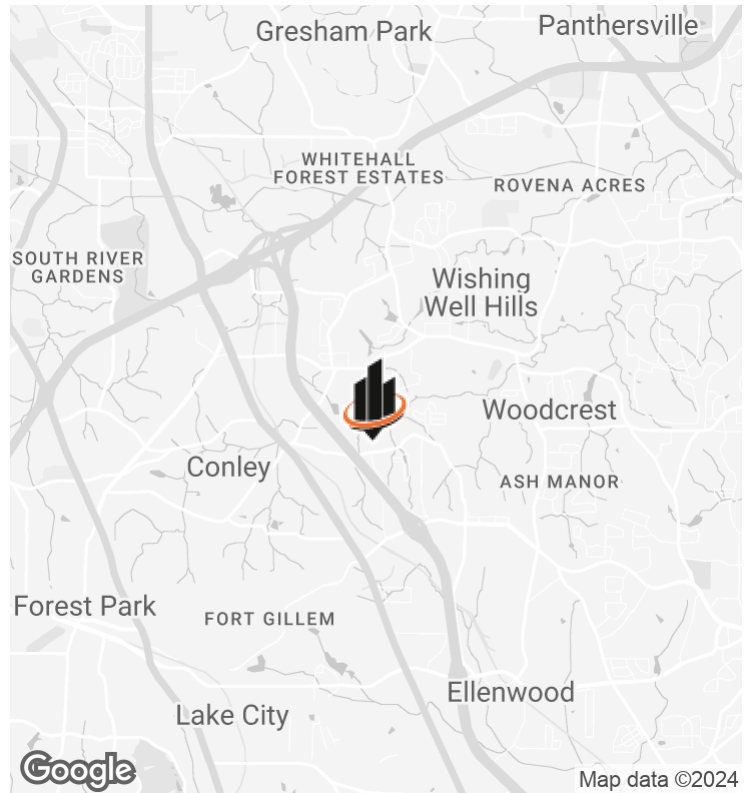 Gresham Park
Panthersville
WHITEHALL
FOREST ESTATES
ROVENA ACRES
SOUTH RIVER
GARDENS
Wishing
Well Hills
Woodcrest
Conley
ASH MANOR
Forest Park
FORT GILLEM
Ellenwood
Lake City
Google
Map data ©2024